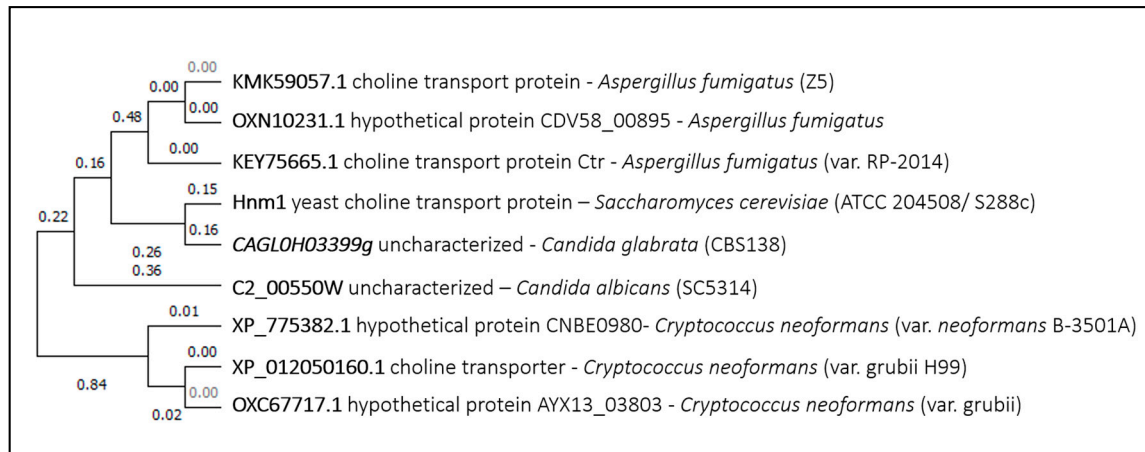 0.00
KMK59057.1 choline transport protein - Aspergillus fumigatus (Z5)
0.00
0.00
OXN10231.1 hypothetical protein CDV58_00895 - Aspergillus fumigatus
0.48
0.00
KEY75665.1 choline transport protein Ctr - Aspergillus fumigatus (var. RP-2014)
0.16
0.15
Hnm1 yeast choline transport protein – Saccharomyces cerevisiae (ATCC 204508/ S288c)
0.22
0.16
CAGL0H03399g uncharacterized - Candida glabrata (CBS138)
0.26
0.36
C2_00550W uncharacterized – Candida albicans (SC5314)
0.01
XP_775382.1 hypothetical protein CNBE0980- Cryptococcus neoformans (var. neoformans B-3501A)
0.00
XP_012050160.1 choline transporter - Cryptococcus neoformans (var. grubii H99)
0.84
0.00
OXC67717.1 hypothetical protein AYX13_03803 - Cryptococcus neoformans (var. grubii)
0.02